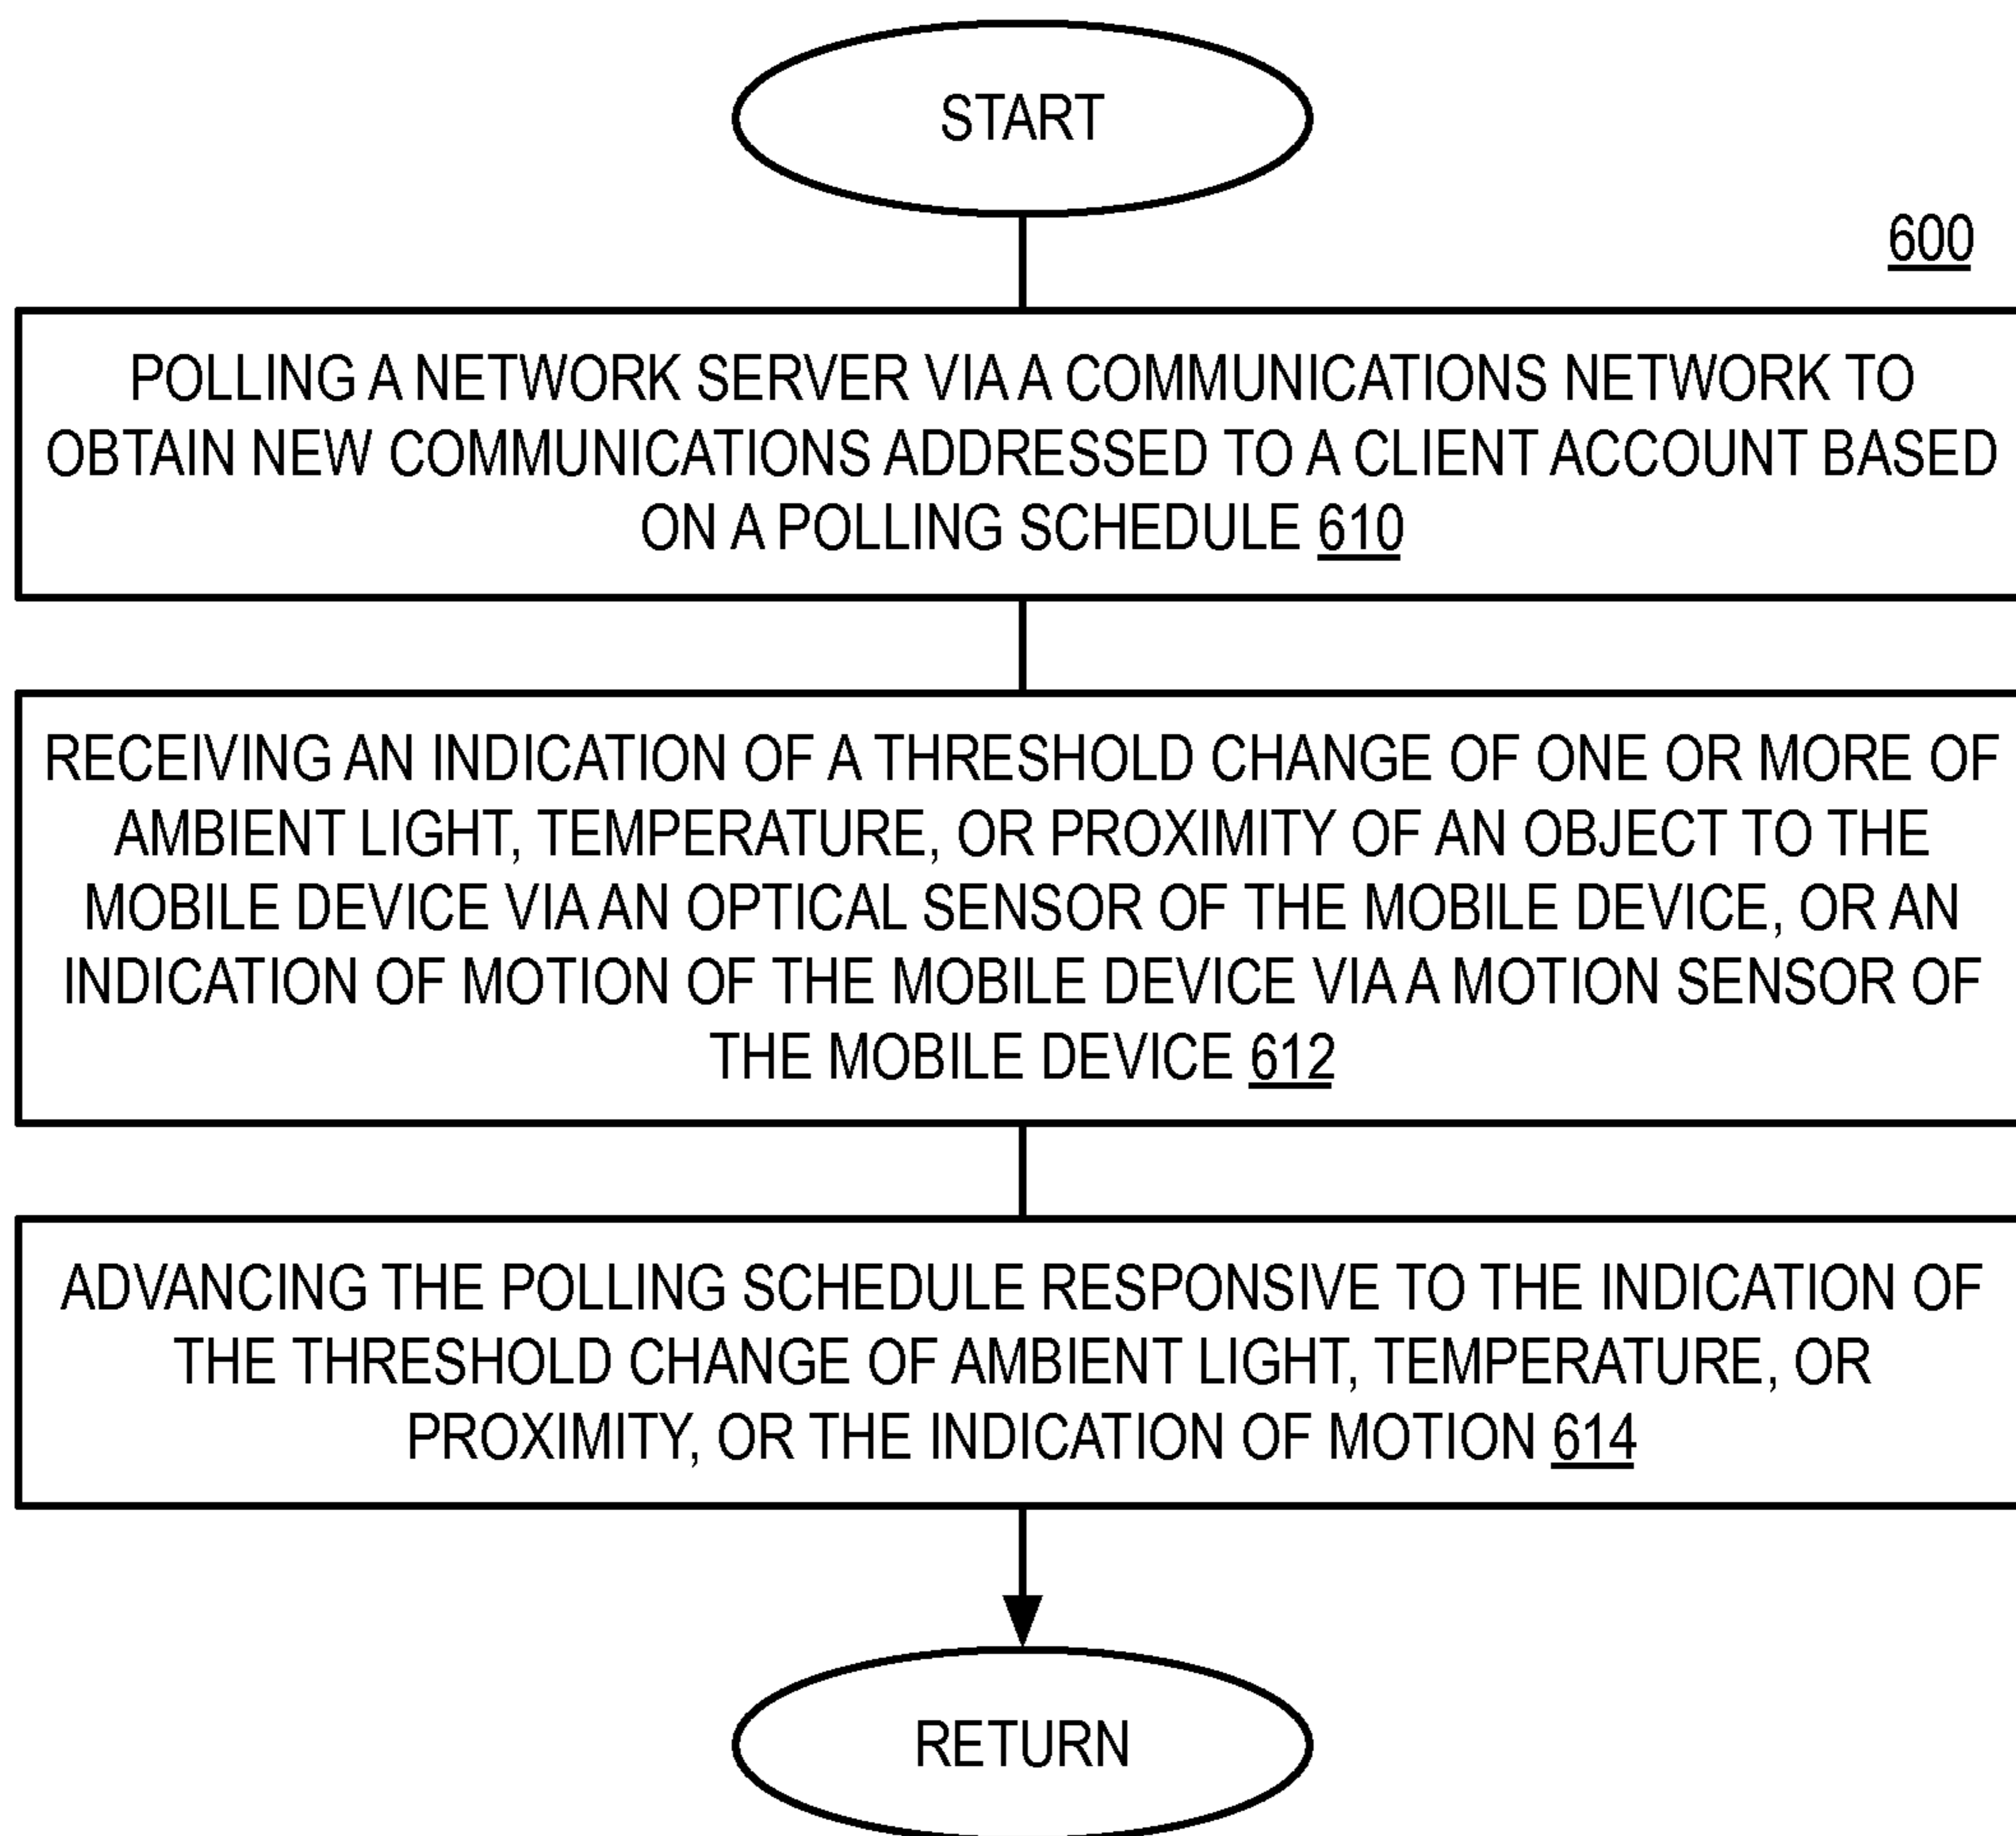 START
600
POLLING A NETWORK SERVER VIA A COMMUNICATIONS NETWORK TO
OBTAIN NEW COMMUNICATIONS ADDRESSED TO A CLIENT ACCOUNT BASED
ON A POLLING SCHEDULE 610
RECEIVING AN INDICATION OF A THRESHOLD CHANGE OF ONE OR MORE OF
AMBIENT LIGHT, TEMPERATURE, OR PROXIMITY OF AN OBJECT TO THE
MOBILE DEVICE VIA AN OPTICAL SENSOR OF THE MOBILE DEVICE, OR AN
INDICATION OF MOTION OF THE MOBILE DEVICE VIA A MOTION SENSOR OF
THE MOBILE DEVICE 612
ADVANCING THE POLLING SCHEDULE RESPONSIVE TO THE INDICATION OF
THE THRESHOLD CHANGE OF AMBIENT LIGHT, TEMPERATURE, OR
PROXIMITY, OR THE INDICATION OF MOTION 614
RETURN